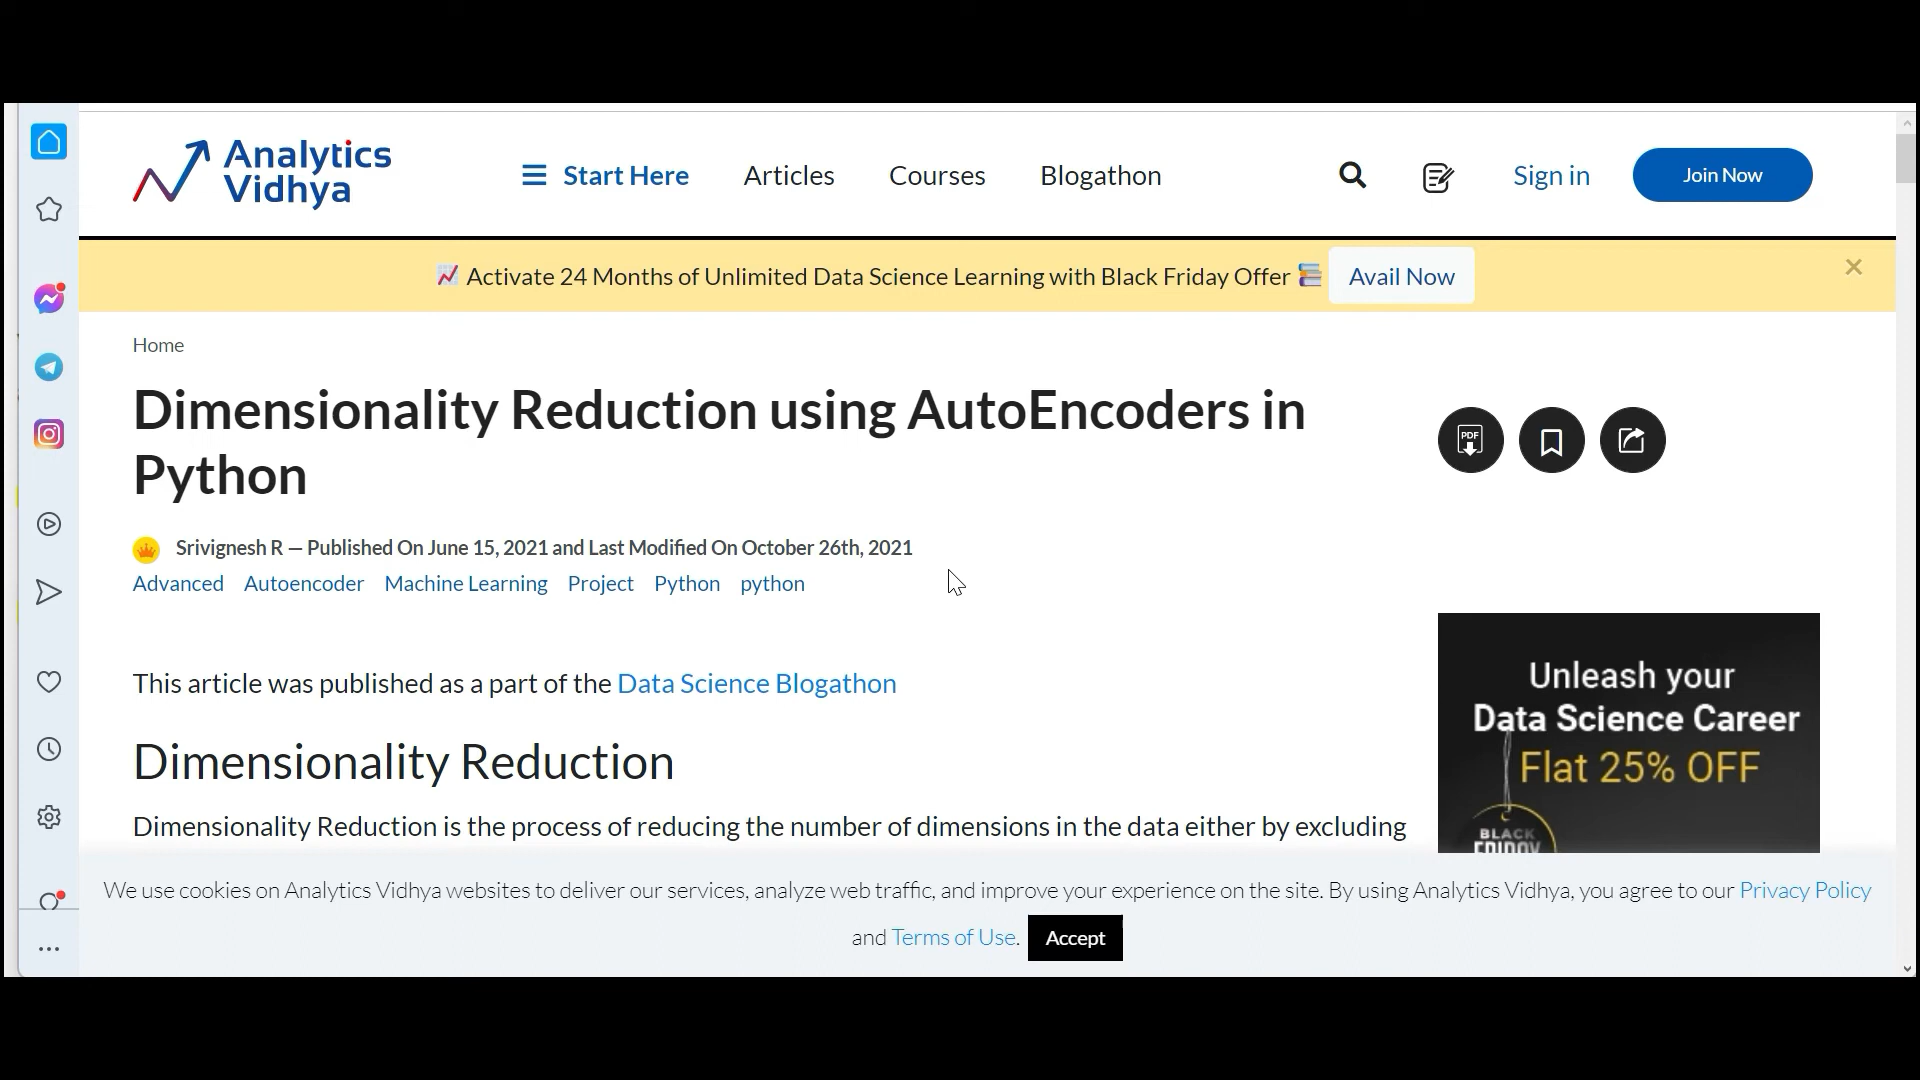 Analytics
Vidhya
Start Here Articles Courses Blogathon Sign in Join Now
Activate 24 Months of Unlimited Data Science Learning with Black Friday Offer Avail Now
Home
Dimensionality Reduction using AutoEncoders in
Python
PDF
Srivignesh R — Published On June 15, 2021 and Last Modified On October 26th, 2021
Advanced Autoencoder Machine Learning Project Python python
This article was published as a part of the Data Science Blogathon
Dimensionality Reduction
Dimensionality Reduction is the process of reducing the number of dimensions in the data either by excluding
Unleash your
Data Science Career
Flat 25% OFF
BLACK
FRIDAY
We use cookies on Analytics Vidhya websites to deliver our services, analyze web traffic, and improve your experience on the site. By using Analytics Vidhya, you agree to our Privacy Policy
and Terms of Use. Accept